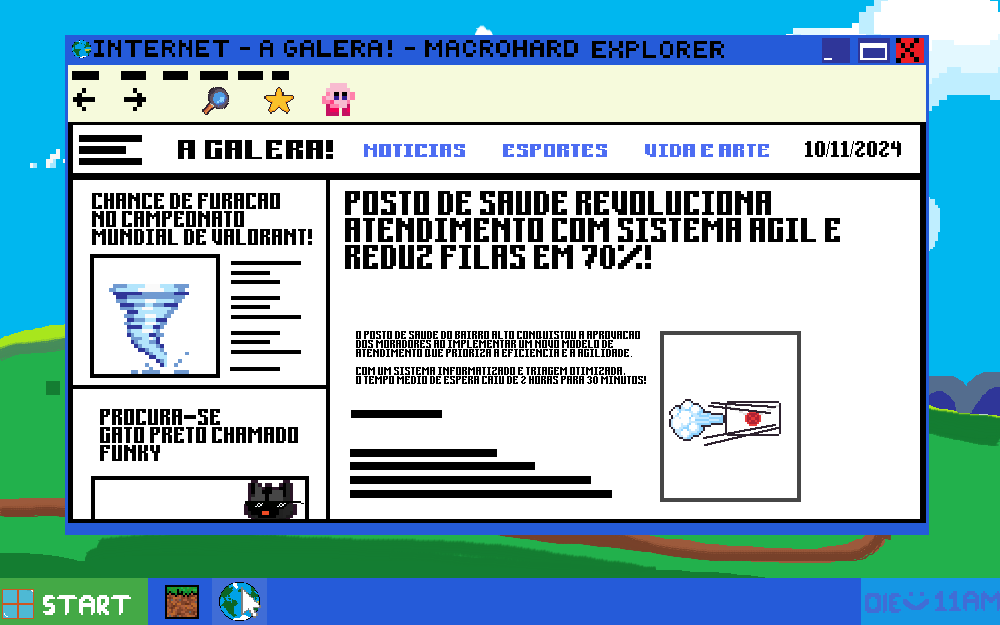 INTERNET - A GALERA! - MACROHARD EXPLORER
A GALERA!
NOTICIAS
ESPORTES
VIDA E ARTE
10/11/2024
CHANCE DE FURACAO
NO CAMPEONATO
MUNDIAL DE VALORANT!
PROCURA-SE
GATO PRETO CHAMADO
FUNKY
POSTO DE SAUDE REVOLUCIONA
ATENDIMENTO COM SISTEMA AGIL E
REDUZ FILAS EM 70%!
O POSTO DE SAUDE DO BAIRRO ALTO CONQUISTOU A APROVACAO
DOS MORADORES AO IMPLEMENTAR UM NOVO MODELO DE
ATENDIMENTO QUE PRIORIZA A EFICIENCIA E A AGILIDADE.
COM UM SISTEMA INFORMATIZADO E TRIAGEM OTIMIZADA,
O TEMPO MEDIO DE ESPERA CAIU DE 2 HORAS PARA 30 MINUTOS!
START
OIE 11AM